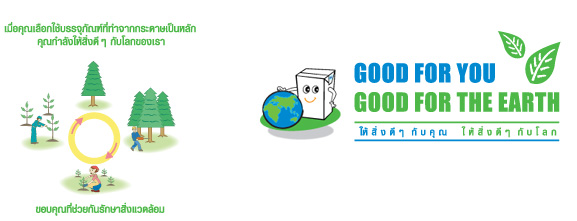 เมื่อคุณเลือกใช้บรรจุภัณฑ์ที่ทำจากกระดาษเป็นหลัก
คุณกำลังให้สิ่งดีๆ กับโลกของเรา
ขอบคุณที่ช่วยกันรักษาสิ่งแวดล้อม
GOOD FOR YOU
GOOD FOR THE EARTH
ให้สิ่งดีๆ กับคุณ ให้สิ่งดีๆ กับโลก